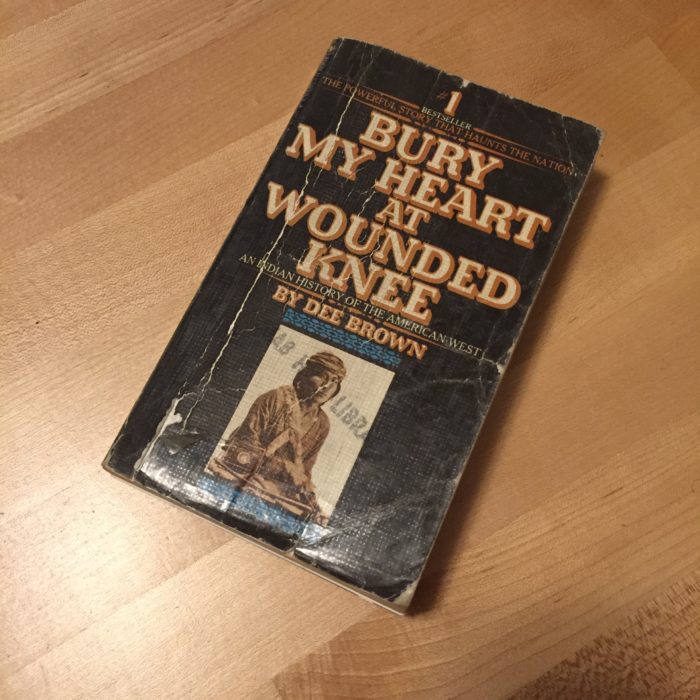 #1
BESTSELLER
THE POWERFUL STORY THAT HAUNTS THE NATION
BURY
MY HEART
AT
WOUNDED
KNEE
AN INDIAN HISTORY OF THE AMERICAN WEST
BY DEE BROWN